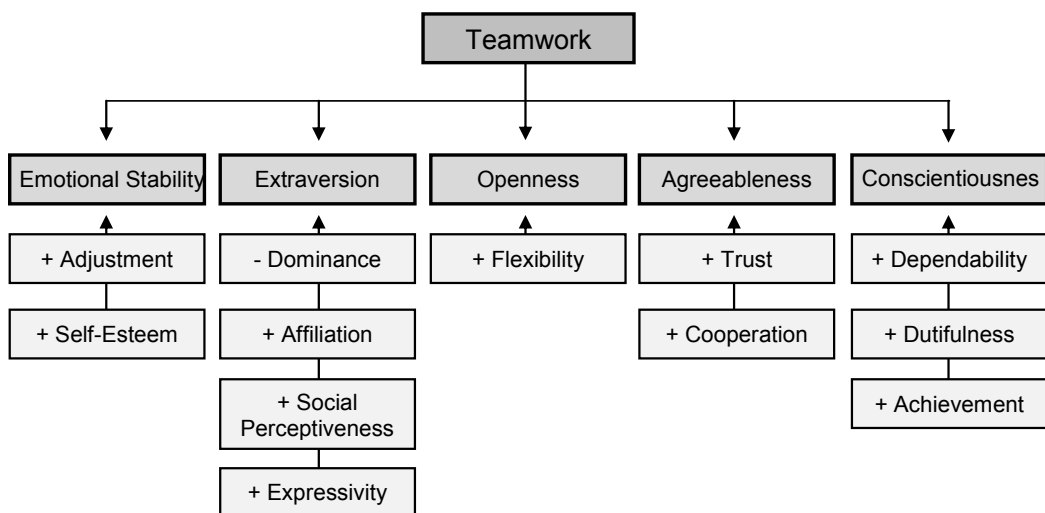 Teamwork
Emotional Stability
Extraversion
Openness
Agreeableness
Conscientiousnes
+ Adjustment
- Dominance
+ Flexibility
+ Trust
+ Dependability
+ Self-Esteem
+ Affiliation
+ Cooperation
+ Dutifulness
+ Social
Perceptiveness
+ Achievement
+ Expressivity